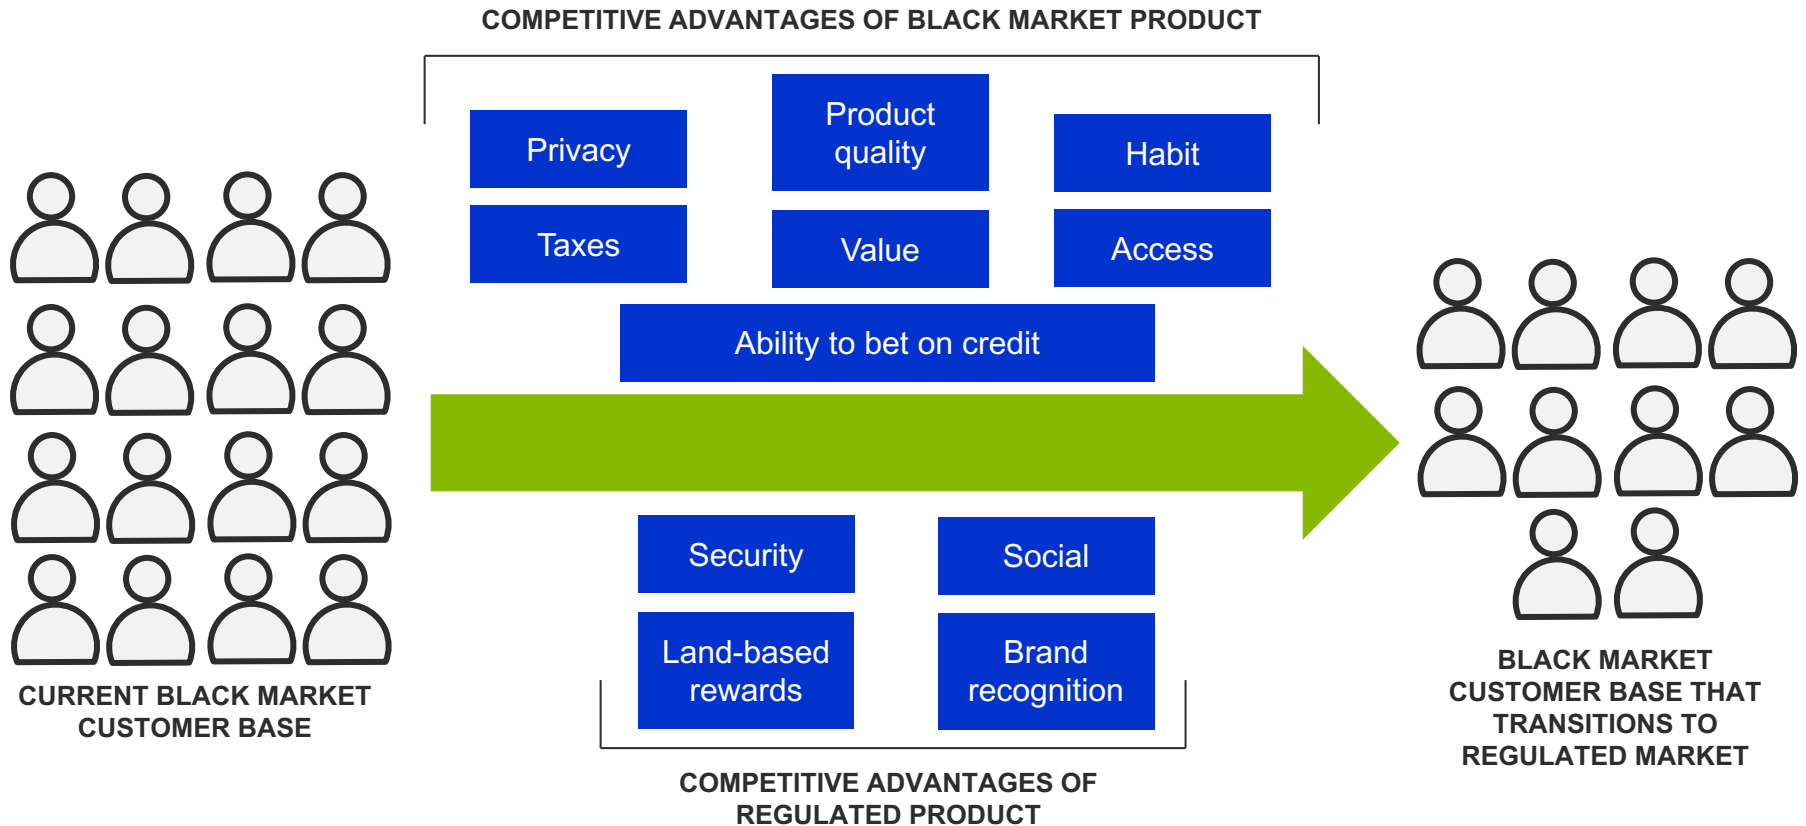 COMPETITIVE ADVANTAGES OF BLACK MARKET PRODUCT
Privacy
Product
quality
Habit
Taxes
Value
Access
Ability to bet on credit
Security
Social
Land-based
rewards
Brand
recognition
CURRENT BLACK MARKET
CUSTOMER BASE
BLACK MARKET
CUSTOMER BASE THAT
TRANSITIONS TO
REGULATED MARKET
COMPETITIVE ADVANTAGES OF
REGULATED PRODUCT